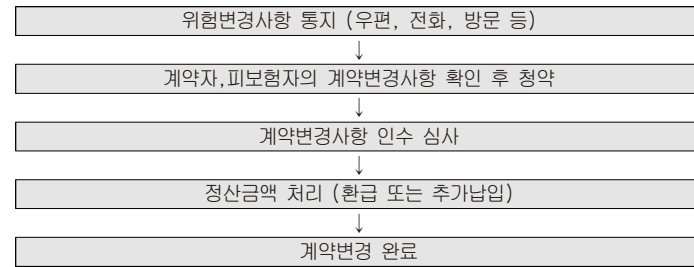 위험변경사항 통지 (우편, 전화, 방문 등)
↓
계약자,피보험자의 계약변경사항 확인 후 청약
↓
계약변경사항 인수 심사
↓
정산금액 처리 (환급 또는 추가납입)
↓
계약변경 완료